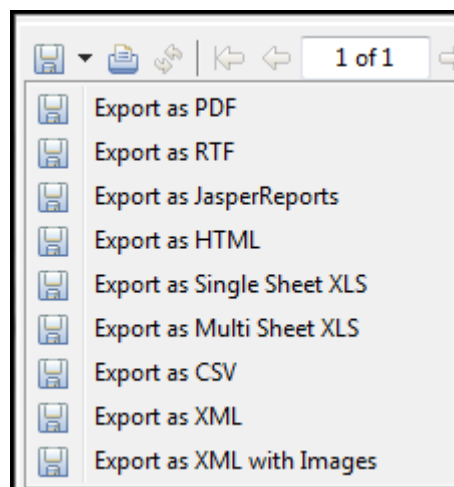 1 of 1
Export as PDF
Export as RTF
Export as JasperReports
Export as HTML
Export as Single Sheet XLS
Export as Multi Sheet XLS
Export as CSV
Export as XML
Export as XML with Images